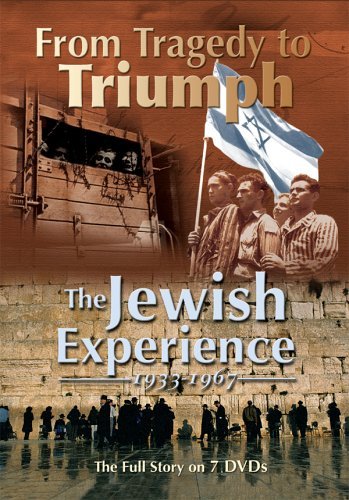 From Tragedy to
Triumph
The Jewish
Experience
1933-1967
The Full Story on 7 DVDs